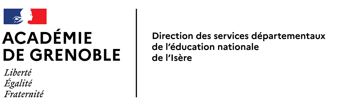 ACADÉMIE
DE GRENOBLE
Liberté
Égalité
Fraternité
Direction des services départementaux
de l'éducation nationale
de l'Isère